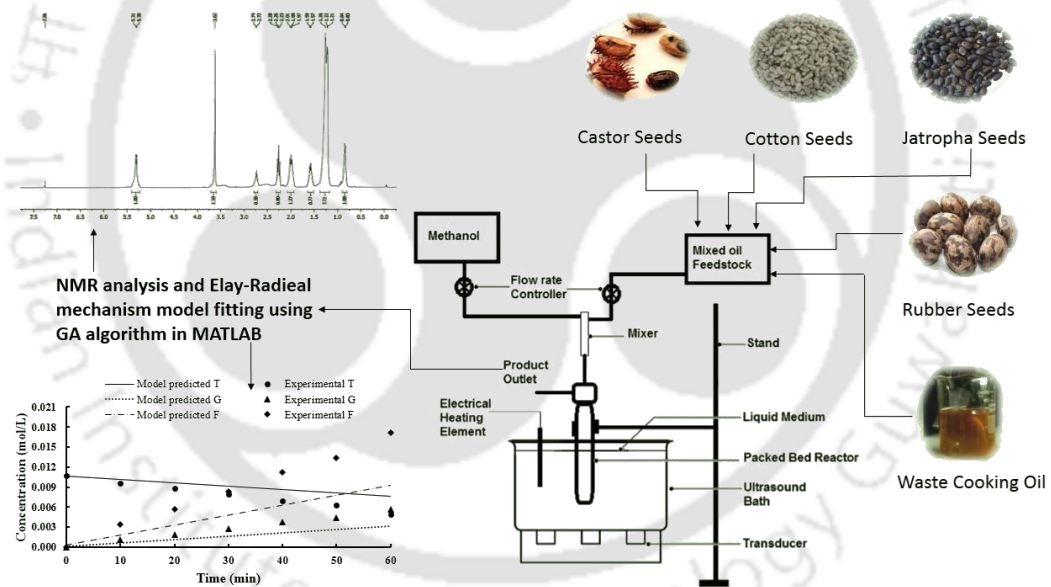 Castor Seeds
Cotton Seeds
Jatropha Seeds
Rubber Seeds
Waste Cooking Oil
Mixed oil
Feedstock
Methanol
Flow rate
Controller
Mixer
Stand
Product
Outlet
Electrical
Heating
Element
Liquid Medium
Packed Bed Reactor
Ultrasound
Bath
Transducer
7.5 7.0 6.5 6.0 5.5 5.0 4.5 4.0 3.5 3.0 2.5 2.0 1.5 1.0 0.5 0.0
NMR analysis and Elay-Radieal
mechanism model fitting using
GA algorithm in MATLAB
Model predicted T
Experimental T
Model predicted G
Experimental G
Model predicted F
Experimental F
Concentration (mol/L)
0.021
0.018
0.015
0.012
0.009
0.006
0.003
0.000
0 10 20 30 40 50 60
Time (min)
Indian Institute
ology Guwahati